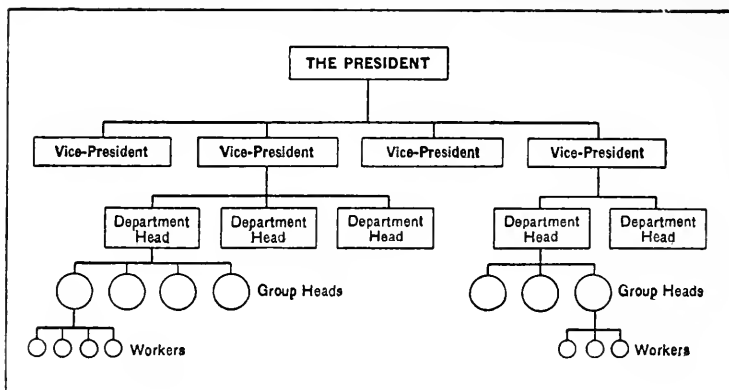 THE PRESIDENT
Vice-President
Vice-President
Vice-President
Vice-President
Department
Head
Department
Head
Department
Head
Department
Head
Department
Head
Group Heads
Group Heads
Workers
Workers